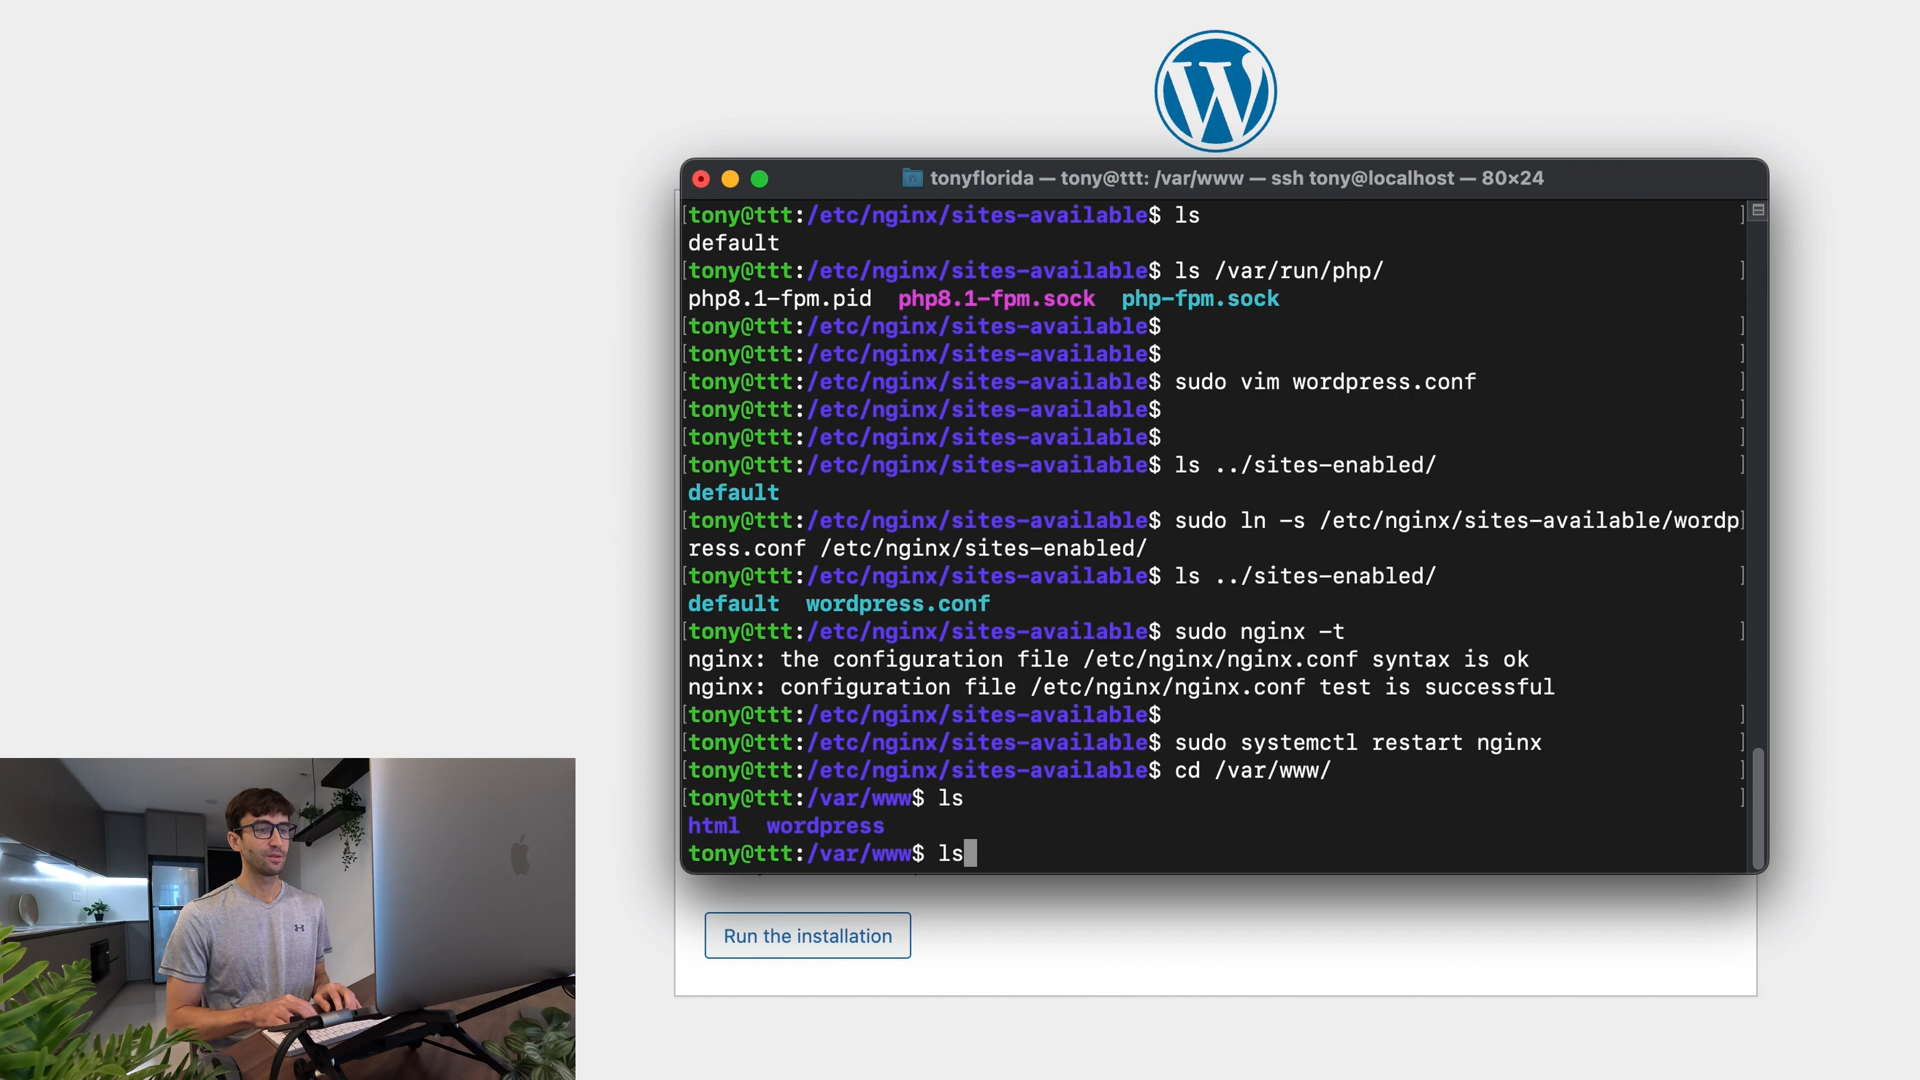 W
tonyflorida — tony@ttt: /var/www — ssh tony@localhost — 80×24
[tony@ttt:/etc/nginx/sites-available$ ls ]
default
[tony@ttt:/etc/nginx/sites-available$ ls /var/run/php/ ]
php8.1-fpm.pid php8.1-fpm.sock php-fpm.sock
[tony@ttt:/etc/nginx/sites-available$ ]
[tony@ttt:/etc/nginx/sites-available$ ]
[tony@ttt:/etc/nginx/sites-available$ sudo vim wordpress.conf ]
[tony@ttt:/etc/nginx/sites-available$ ]
[tony@ttt:/etc/nginx/sites-available$ ]
[tony@ttt:/etc/nginx/sites-available$ ls ../sites-enabled/ ]
default
[tony@ttt:/etc/nginx/sites-available$ sudo ln -s /etc/nginx/sites-available/wordp]
ress.conf /etc/nginx/sites-enabled/
[tony@ttt:/etc/nginx/sites-available$ ls ../sites-enabled/ ]
default wordpress.conf
[tony@ttt:/etc/nginx/sites-available$ sudo nginx -t ]
nginx: the configuration file /etc/nginx/nginx.conf syntax is ok
nginx: configuration file /etc/nginx/nginx.conf test is successful
[tony@ttt:/etc/nginx/sites-available$ ]
[tony@ttt:/etc/nginx/sites-available$ sudo systemctl restart nginx ]
[tony@ttt:/etc/nginx/sites-available$ cd /var/www/ ]
[tony@ttt:/var/www$ ls ]
html wordpress
tony@ttt:/var/www$ ls
Run the installation